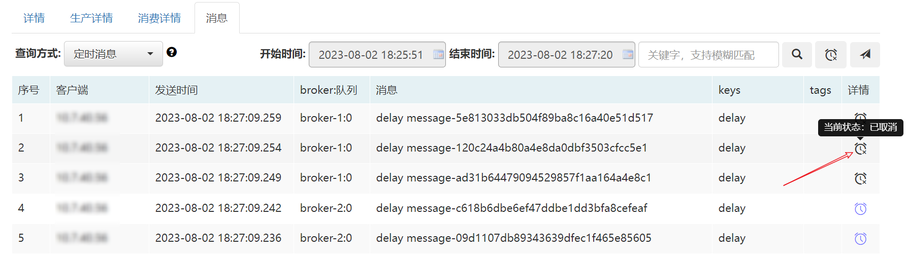 详情 生产详情 消费详情 消息
查询方式: 定时消息 开始时间: 2023-08-02 18:25:51 结束时间: 2023-08-02 18:27:20 关键字，支持模糊匹配
序号 客户端 发送时间 broker:队列 消息 keys tags 详情
1 2023-08-02 18:27:09.259 broker-1:0 delay message-5e813033db504f89ba8c16a40e51d517 delay
当前状态：已取消
2 2023-08-02 18:27:09.254 broker-1:0 delay message-120c24a4b80a4e8da0dbf3503cfcc5e1 delay
3 2023-08-02 18:27:09.249 broker-1:0 delay message-ad31b64479094529857f1aa164a4e8c1 delay
4 2023-08-02 18:27:09.242 broker-2:0 delay message-c618b6dbe6ef47ddbe1dd3bfa8cefeaf delay
5 2023-08-02 18:27:09.236 broker-2:0 delay message-09d1107db89343639dfec1f465e85605 delay